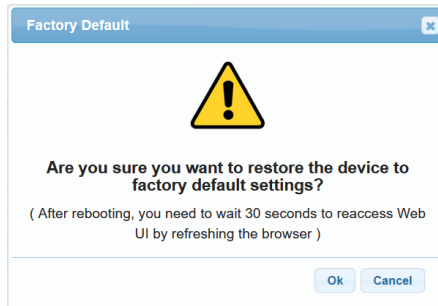 Factory Default
Are you sure you want to restore the device to
factory default settings?
( After rebooting, you need to wait 30 seconds to reaccess Web
UI by refreshing the browser )
Ok Cancel